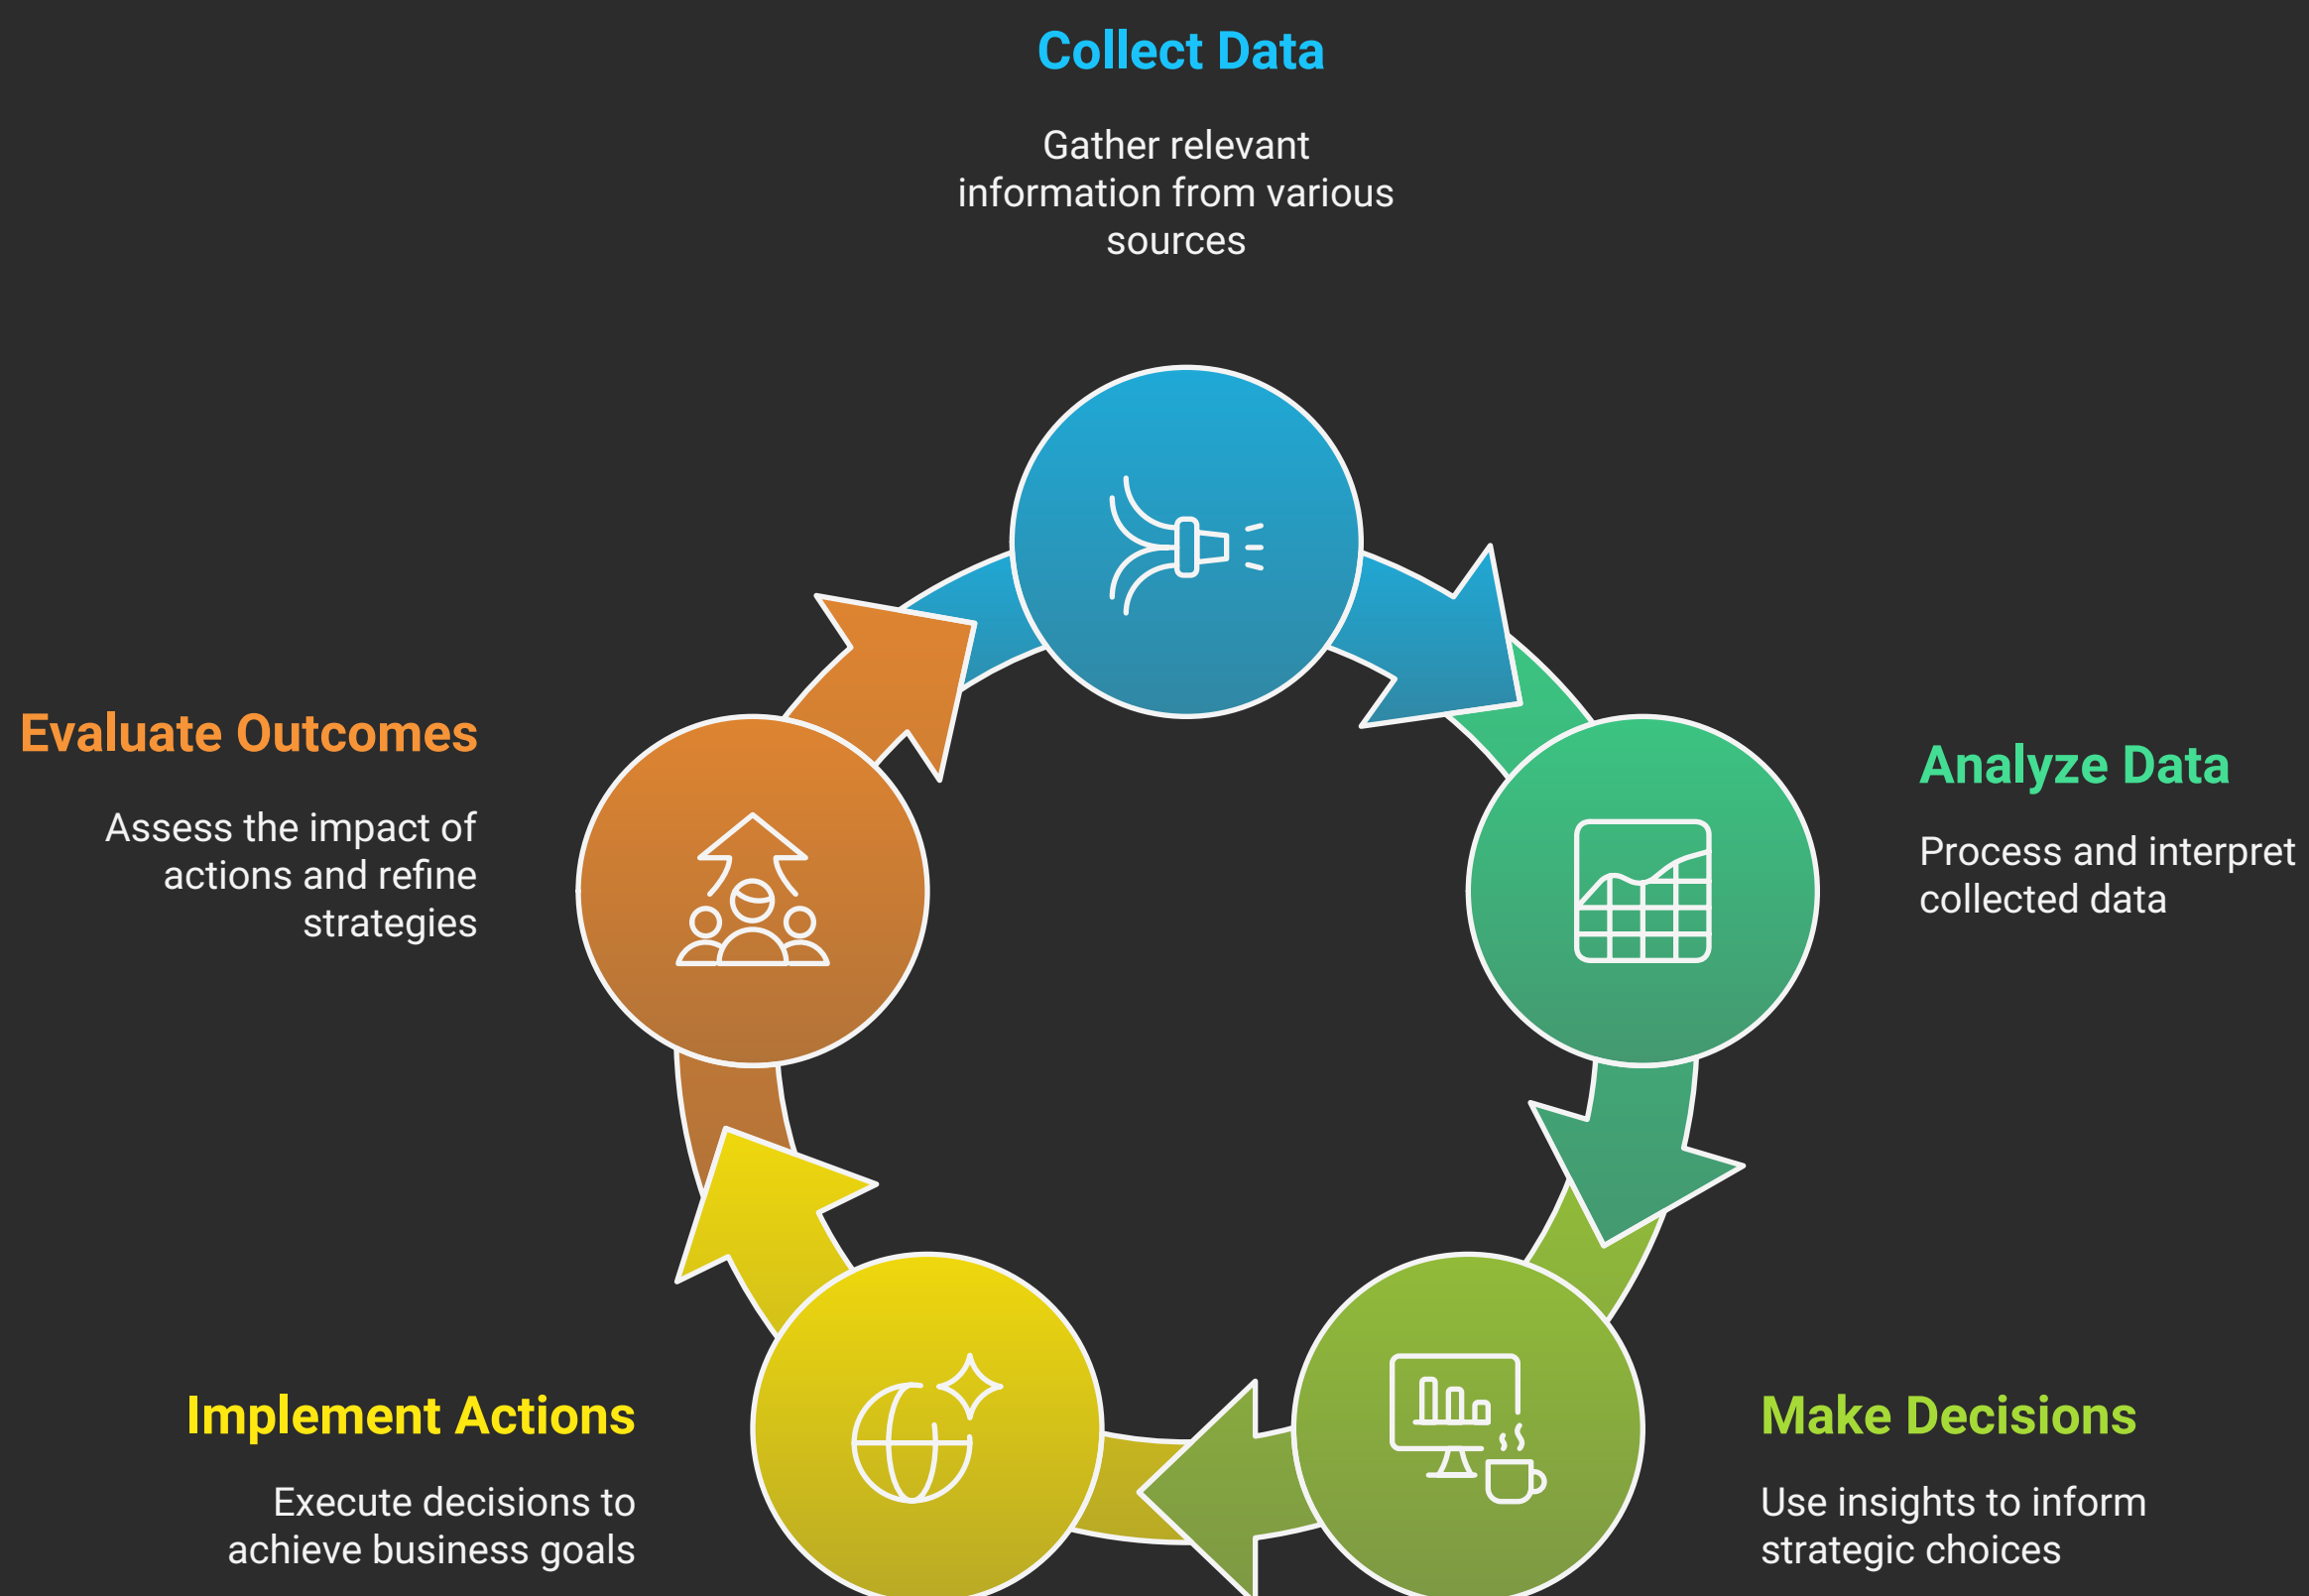 Collect Data
Gather relevant
information from various
sources
Evaluate Outcomes
Assess the impact of
actions and refine
strategies
Analyze Data
Process and interpret
collected data
Implement Actions
Execute decisions to
achieve business goals
Make Decisions
Use insights to inform
strategic choices